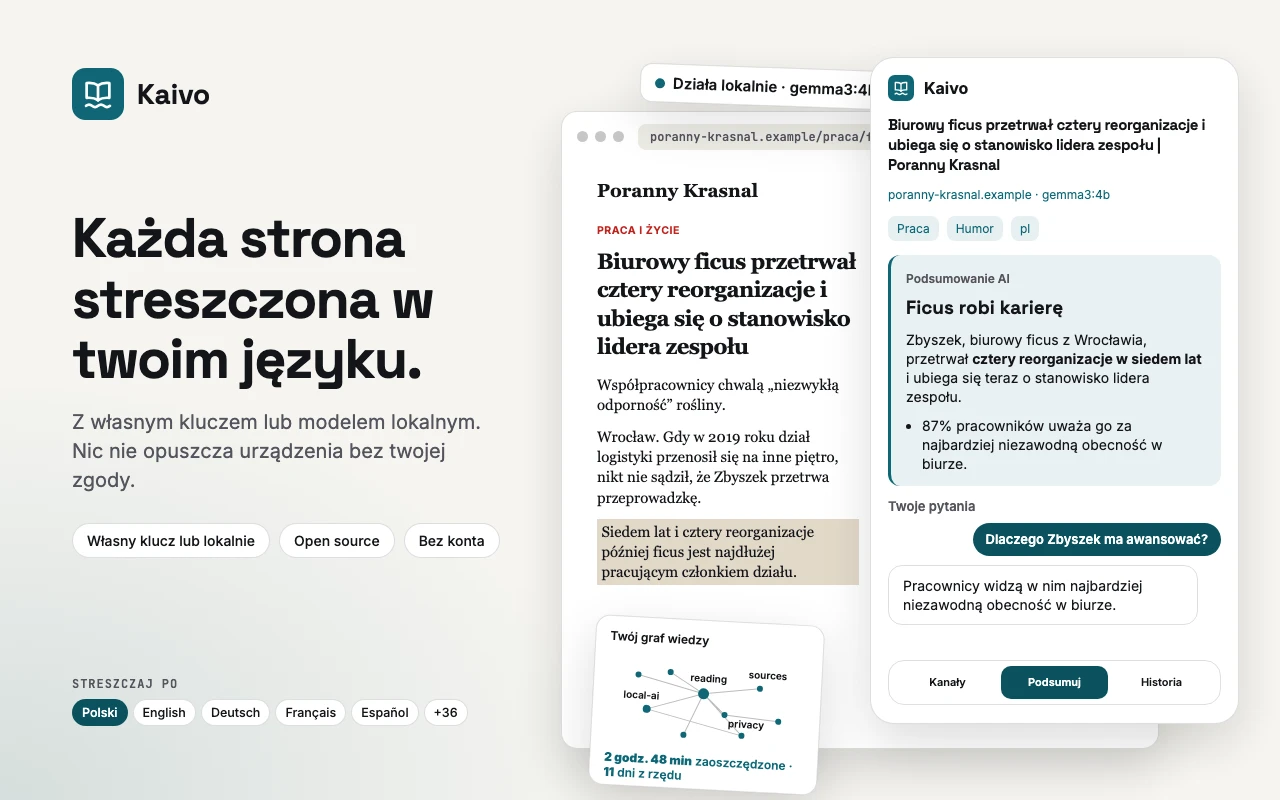 Kaivo
Każda strona
streszczona w
twoim języku.
Z własnym kluczem lub modelem lokalnym.
Nic nie opuszcza urządzenia bez twojej
zgody.
Własny klucz lub lokalnie
Open source
Bez konta
STRESZCZAJ PO
Polski
English
Deutsch
Français
Español
+36
Działa lokalnie · gemma3:4
poranny-krasnal.example/praca/
Poranny Krasnal
PRACA I ŻYCIE
Biurowy ficus przetrwał
cztery reorganizacje i
ubiega się o stanowisko
lidera zespołu
Współpracownicy chwalą „niezwykłą
odporność” rośliny.
Wrocław. Gdy w 2019 roku dział
logistyki przenosił się na inne piętro,
nikt nie sądził, że Zbyszek przetrwa
przeprowadzkę.
Siedem lat i cztery reorganizacje
później ficus jest najdłużej
pracującym członkiem działu.
Twój graf wiedzy
reading
sources
local-ai
privacy
2 godz. 48 min zaoszczędzone ·
11 dni z rzędu
Kaivo
Biurowy ficus przetrwał cztery reorganizacje i
ubiega się o stanowisko lidera zespołu |
Poranny Krasnal
poranny-krasnal.example · gemma3:4b
Praca
Humor
pl
Podsumowanie AI
Ficus robi karierę
Zbyszek, biurowy ficus z Wrocławia,
przetrwał cztery reorganizacje w siedem lat
i ubiega się teraz o stanowisko lidera
zespołu.
• 87% pracowników uważa go za
najbardziej niezawodną obecność w
biurze.
Twoje pytania
Dlaczego Zbyszek ma awansować?
Pracownicy widzą w nim najbardziej
niezawodną obecność w biurze.
Kanały
Podsumuj
Historia